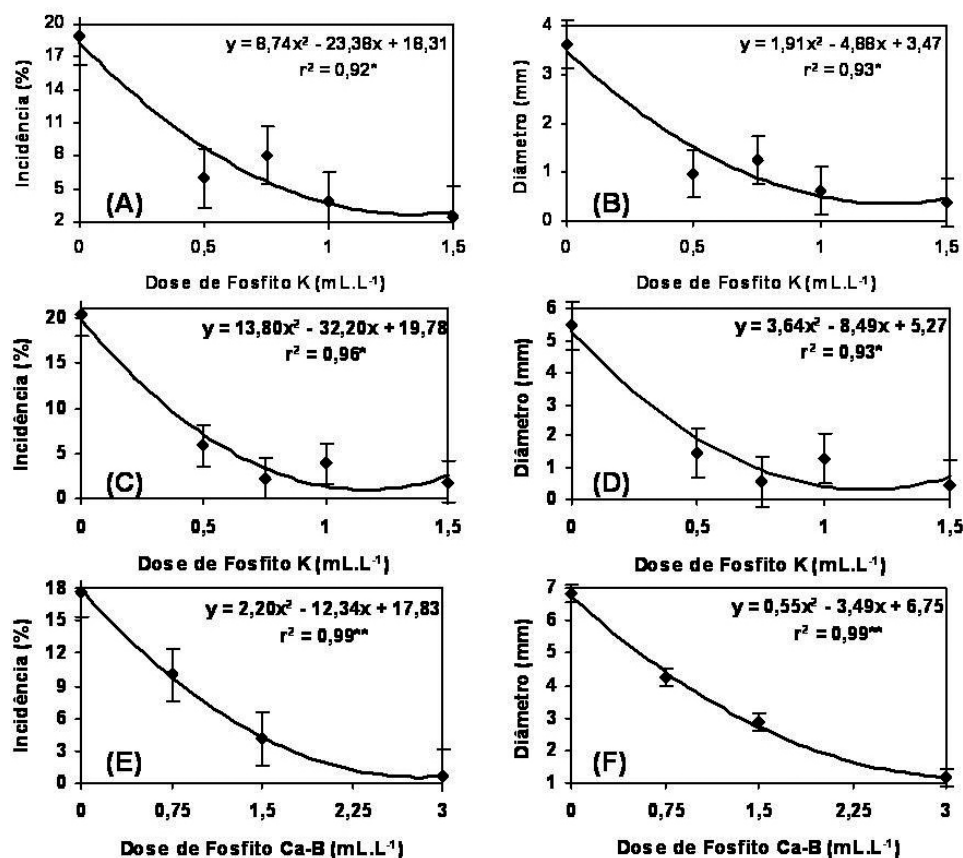 20
17
14
11
8
5
2
Incidência (%)
y = 8,74x² - 23,38x + 18,31
r² = 0,92*
(A)
0
0,5
1
1,5
Dose de Fosfito K (mL.L⁻¹)
4
3
2
1
0
Diâmetro (mm)
y = 1,91x² - 4,88x + 3,47
r² = 0,93*
(B)
0
0,5
1
1,5
Dose de Fosfito K (mL.L⁻¹)
20
15
10
5
0
Incidência (%)
y = 13,80x² - 32,20x + 19,78
r² = 0,96*
(C)
0
0,5
1
1,5
Dose de Fosfito K (mL.L⁻¹)
6
5
4
3
2
1
0
Diâmetro (mm)
y = 3,64x² - 8,49x + 5,27
r² = 0,93*
(D)
0
0,5
1
1,5
Dose de Fosfito K (mL.L⁻¹)
18
15
12
9
6
3
0
Incidência (%)
y = 2,20x² - 12,34x + 17,83
r² = 0,99**
(E)
0
0,75
1,5
2,25
3
Dose de Fosfito Ca-B (mL.L⁻¹)
7
6
5
4
3
2
1
Diâmetro (mm)
y = 0,55x² - 3,49x + 6,75
r² = 0,99**
(F)
0
0,75
1,5
2,25
3
Dose de Fosfito Ca-B (mL.L⁻¹)